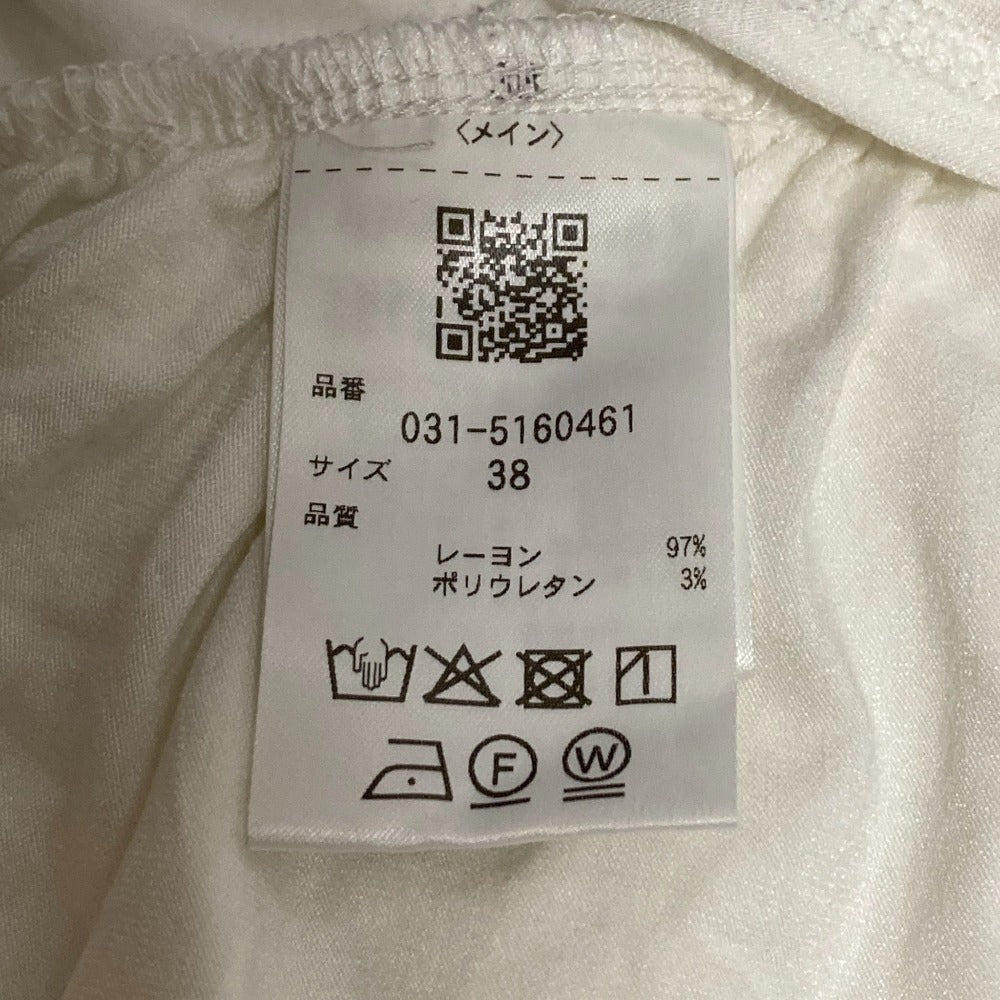 〈メイン〉
品番
031-5160461
サイズ 38
品質
レーヨン 97%
ポリウレタン 3%
F W